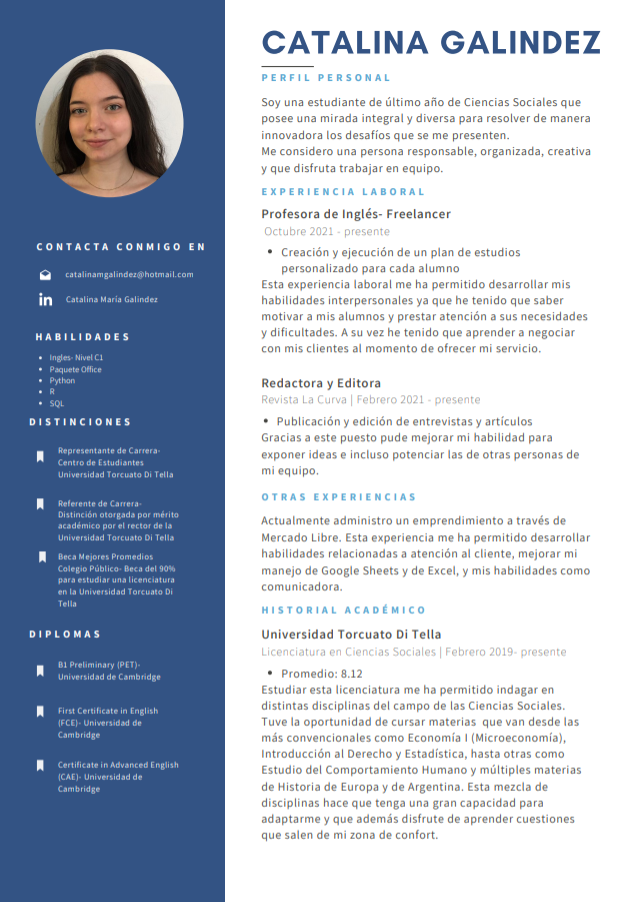 CATALINA GALINDEZ
PERFIL PERSONAL
Soy una estudiante de último año de Ciencias Sociales que
posee una mirada integral y diversa para resolver de manera
innovadora los desafíos que se me presenten.
Me considero una persona responsable, organizada, creativa
y que disfruta trabajar en equipo.
EXPERIENCIA LABORAL
Profesora de Inglés- Freelancer
Octubre 2021 - presente
• Creación y ejecución de un plan de estudios
personalizado para cada alumno
Esta experiencia laboral me ha permitido desarrollar mis
habilidades interpersonales ya que he tenido que saber
motivar a mis alumnos y prestar atención a sus necesidades
y dificultades. A su vez he tenido que aprender a negociar
con mis clientes al momento de ofrecer mi servicio.
Redactora y Editora
Revista La Curva | Febrero 2021 - presente
• Publicación y edición de entrevistas y artículos
Gracias a este puesto pude mejorar mi habilidad para
exponer ideas e incluso potenciar las de otras personas de
mi equipo.
OTRAS EXPERIENCIAS
Actualmente administro un emprendimiento a través de
Mercado Libre. Esta experiencia me ha permitido desarrollar
habilidades relacionadas a atención al cliente, mejorar mi
manejo de Google Sheets y de Excel, y mis habilidades como
comunicadora.
HISTORIAL ACADÉMICO
Universidad Torcuato Di Tella
Licenciatura en Ciencias Sociales | Febrero 2019- presente
• Promedio: 8.12
Estudiar esta licenciatura me ha permitido indagar en
distintas disciplinas del campo de las Ciencias Sociales.
Tuve la oportunidad de cursar materias que van desde las
más convencionales como Economía I (Microeconomía),
Introducción al Derecho y Estadística, hasta otras como
Estudio del Comportamiento Humano y múltiples materias
de Historia de Europa y de Argentina. Esta mezcla de
disciplinas hace que tenga una gran capacidad para
adaptarme y que además disfrute de aprender cuestiones
que salen de mi zona de confort.
CONTACTA CONMIGO EN
catalinamgalindez@hotmail.com
in Catalina María Galindez
HABILIDADES
• Ingles- Nivel C1
• Paquete Office
• Python
• R
• SQL
DISTINCIONES
Representante de Carrera-
Centro de Estudiantes
Universidad Torcuato Di Tella
Referente de Carrera-
Distinción otorgada por mérito
académico por el rector de la
Universidad Torcuato Di Tella
Beca Mejores Promedios
Colegio Público- Beca del 90%
para estudiar una licenciatura
en la Universidad Torcuato Di
Tella
DIPLOMAS
B1 Preliminary (PET)-
Universidad de Cambridge
First Certificate in English
(FCE)- Universidad de
Cambridge
Certificate in Advanced English
(CAE)- Universidad de
Cambridge